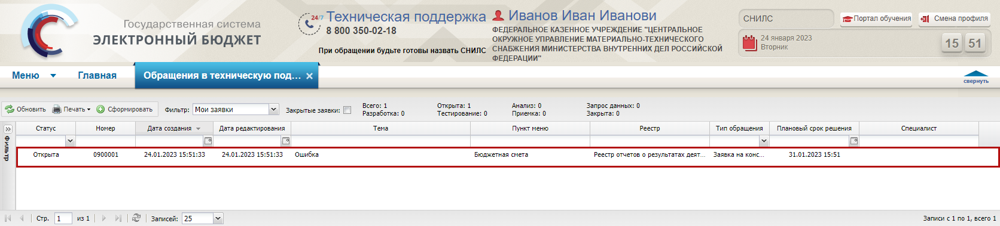 Государственная система
ЭЛЕКТРОННЫЙ БЮДЖЕТ
24/7
Техническая поддержка
8 800 350-02-18
При обращении будьте готовы назвать СНИЛС
Иванов Иван Иванови
ФЕДЕРАЛЬНОЕ КАЗЕННОЕ УЧРЕЖДЕНИЕ "ЦЕНТРАЛЬНОЕ
ОКРУЖНОЕ УПРАВЛЕНИЕ МАТЕРИАЛЬНО-ТЕХНИЧЕСКОГО
СНАБЖЕНИЯ МИНИСТЕРСТВА ВНУТРЕННИХ ДЕЛ РОССИЙСКОЙ
ФЕДЕРАЦИИ"
СНИЛС
Портал обучения
Смена профиля
24 января 2023
Вторник
15 51
Меню
Главная
Обращения в техническую под...
свернуть
Обновить
Печать
Сформировать
Фильтр:
Мои заявки
Закрытые заявки:
Всего: 1 Открыта: 1 Анализ: 0 Запрос данных: 0
Разработка: 0 Тестирование: 0 Приемка: 0 Закрыта: 0
Фильтр
Статус Номер Дата создания Дата редактирования Тема Пункт меню Реестр Тип обращения Плановый срок решения Специалист
Открыта 0900001 24.01.2023 15:51:33 24.01.2023 15:51:33 Ошибка Бюджетная смета Реестр отчетов о результатах деят... Заявка на конс... 31.01.2023 15:51
Стр. 1 из 1 Записей: 25 Записи с 1 по 1, всего 1